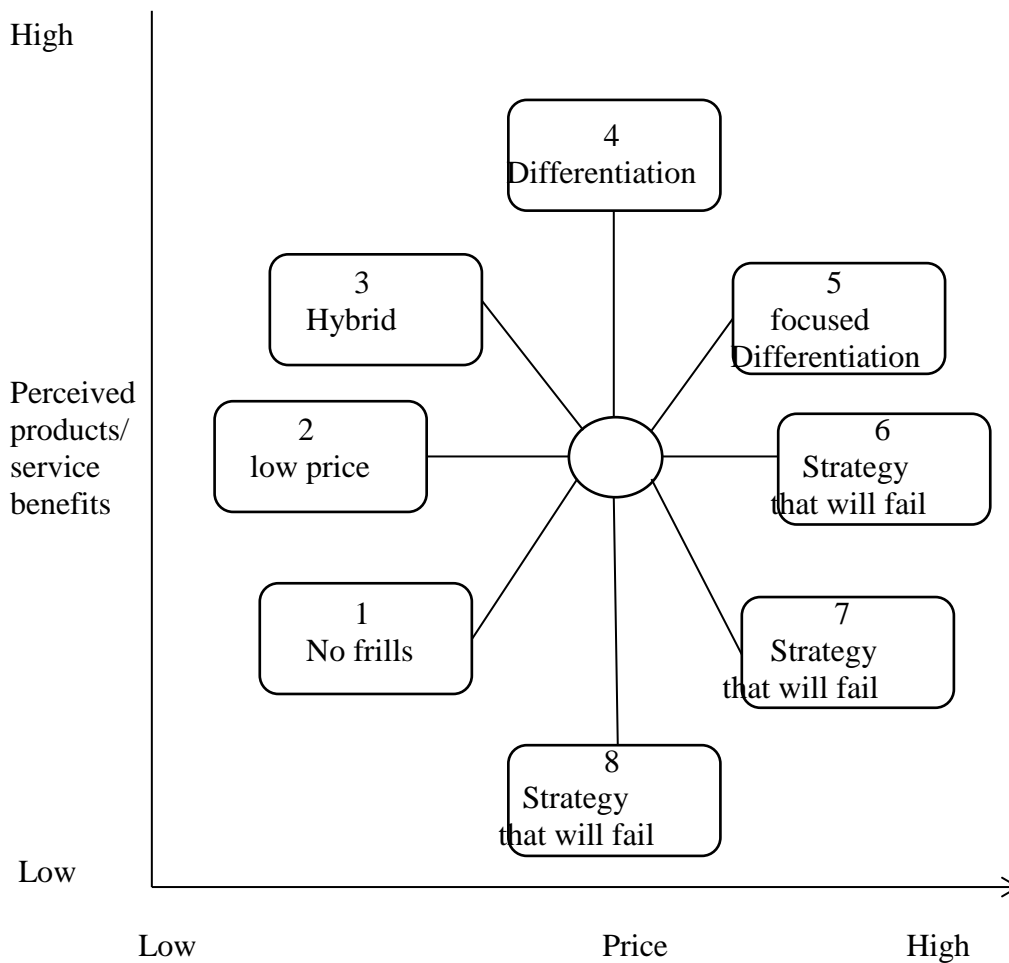 High
4
Differentiation
3
Hybrid
5
focused
Differentiation
Perceived
products/
service
benefits
2
low price
6
Strategy
that will fail
1
No frills
7
Strategy
that will fail
8
Strategy
that will fail
Low
Low
Price
High